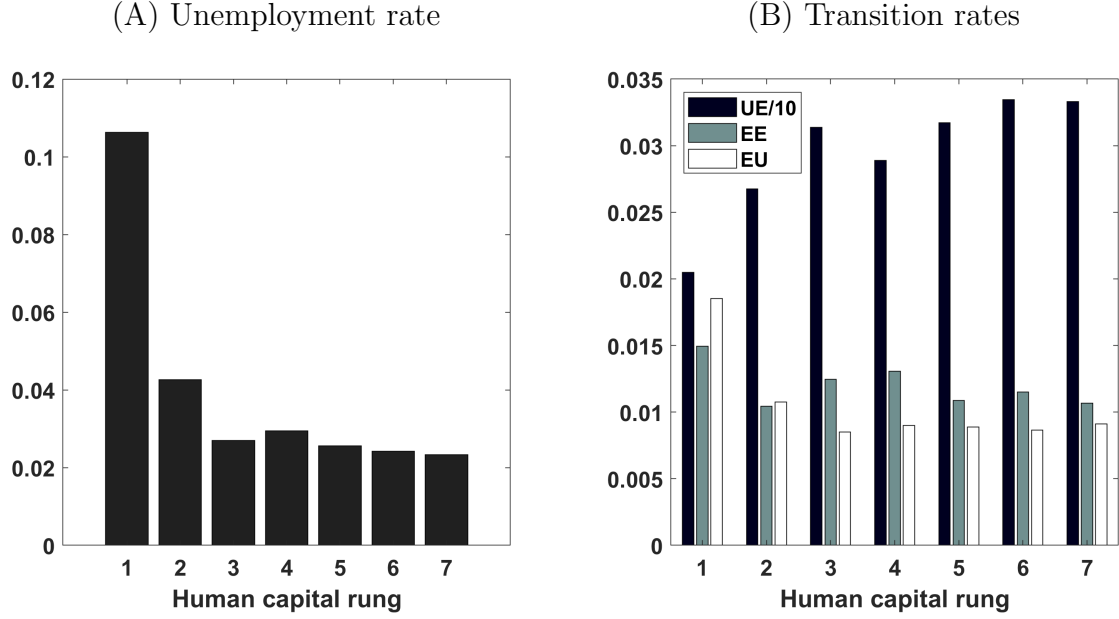 (A) Unemployment rate
0.12
0.1
0.08
0.06
0.04
0.02
0
1 2 3 4 5 6 7
Human capital rung
(B) Transition rates
0.035
0.03
0.025
0.02
0.015
0.01
0.005
0
UE/10
EE
EU
1 2 3 4 5 6 7
Human capital rung